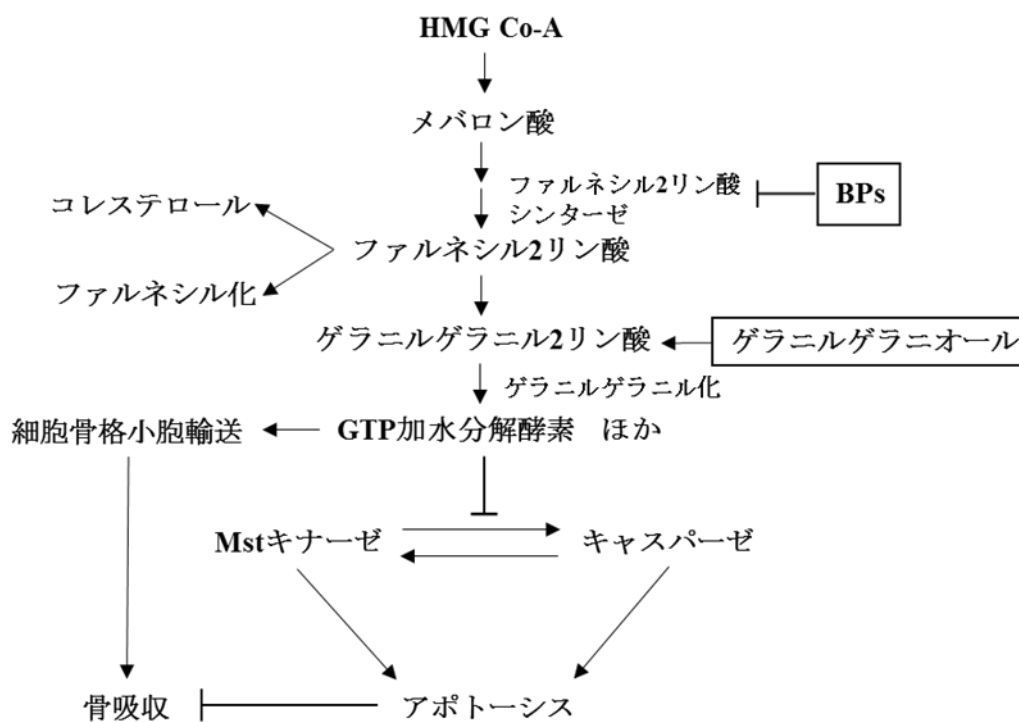 HMG Co-A
メバロン酸
ファルネシル2リン酸
シンターゼ
BPs
コレステロール
ファルネシル2リン酸
ファルネシル化
ゲラニルゲラニル2リン酸
ゲラニルゲラニオール
ゲラニルゲラニル化
細胞骨格小胞輸送
GTP加水分解酵素 ほか
Mstキナーゼ
キャスパーゼ
骨吸収
アポトーシス